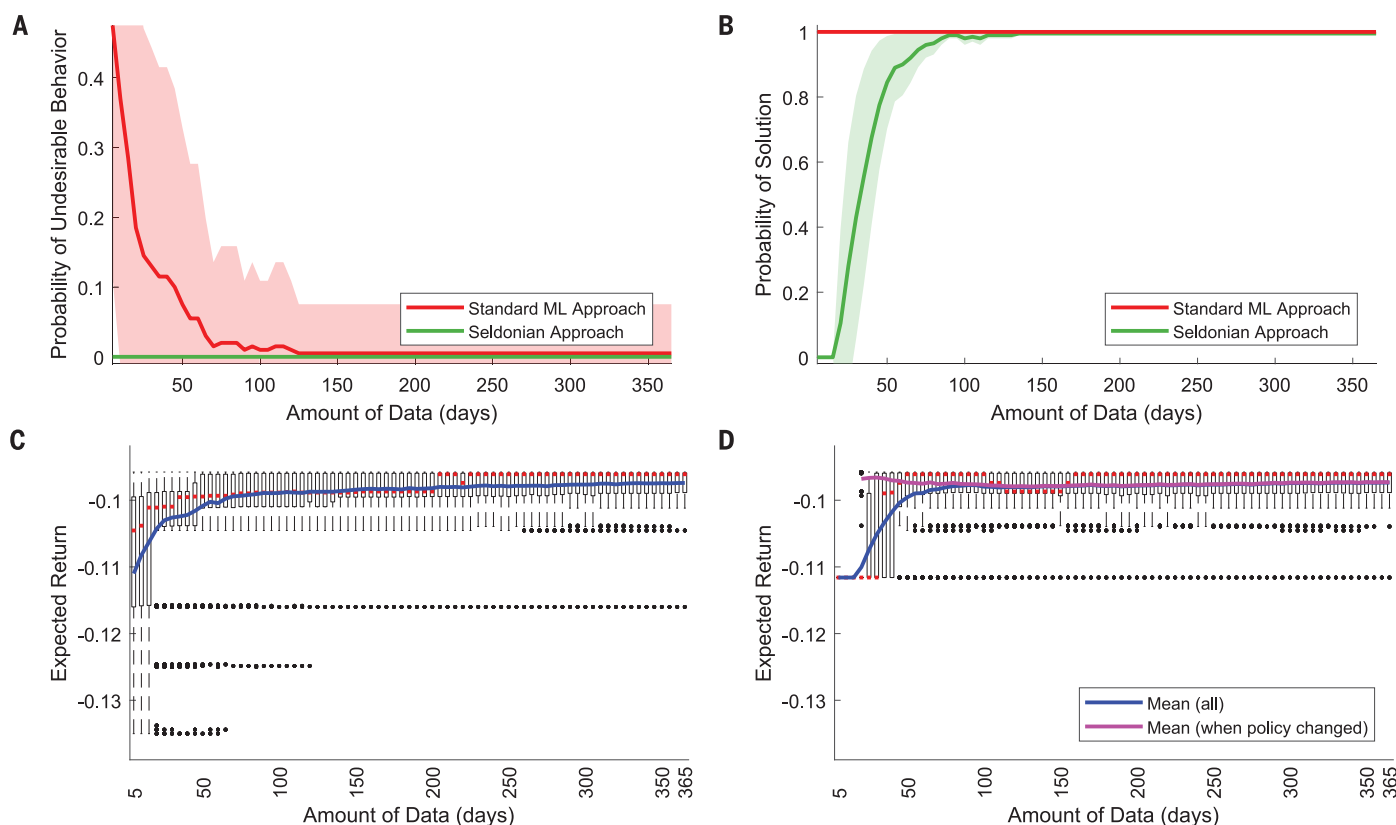 A
Probability of Undesirable Behavior
0.4
0.3
0.2
0.1
0
Standard ML Approach
Seldonian Approach
50
100
150
200
250
300
350
Amount of Data (days)
B
Probability of Solution
1
0.8
0.6
0.4
0.2
0
Standard ML Approach
Seldonian Approach
50
100
150
200
250
300
350
Amount of Data (days)
C
Expected Return
-0.1
-0.11
-0.12
-0.13
5
50
100
150
200
250
300
350
365
Amount of Data (days)
D
Expected Return
-0.1
-0.111
-0.12
-0.13
Mean (all)
Mean (when policy changed)
5
50
100
150
200
250
300
350
365
Amount of Data (days)